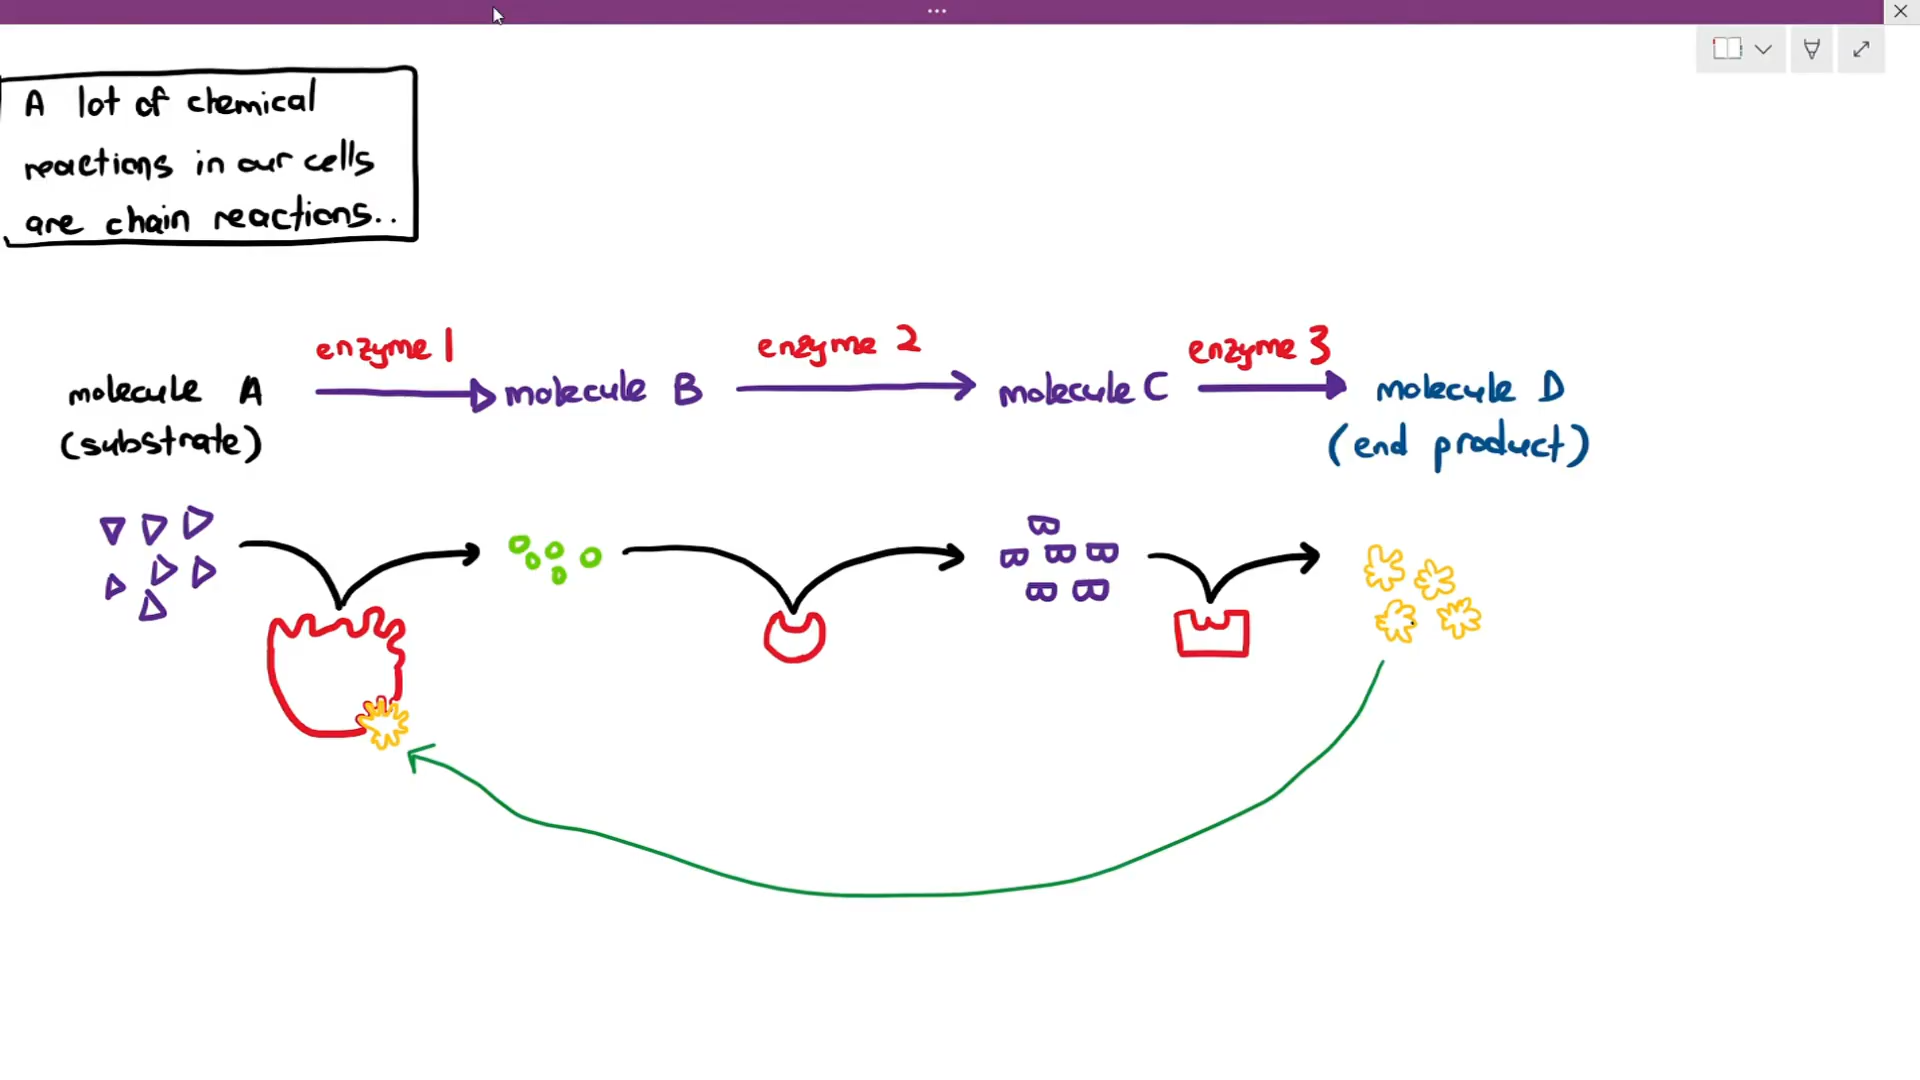 A lot of chemical
reactions in our cells
are chain reactions..
enzyme 1 enzyme 2 enzyme 3
molecule A molecule B molecule C molecule D
(substrate) (end product)